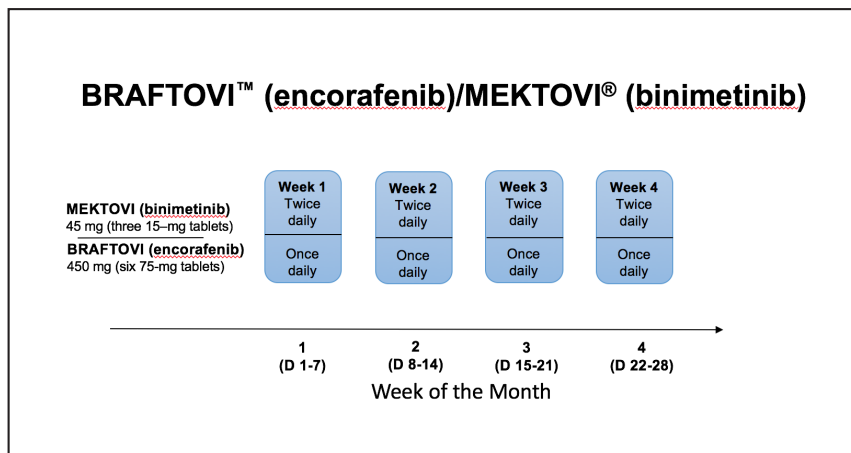 BRAFTOVI™ (encorafenib)/MEKTOVI® (binimetinib)
MEKTOVI (binimetinib)
45 mg (three 15–mg tablets)
BRAFTOVI (encorafenib)
450 mg (six 75-mg tablets)
Week 1
Twice
daily
Once
daily
Week 2
Twice
daily
Once
daily
Week 3
Twice
daily
Once
daily
Week 4
Twice
daily
Once
daily
1
(D 1-7)
2
(D 8-14)
3
(D 15-21)
4
(D 22-28)
Week of the Month